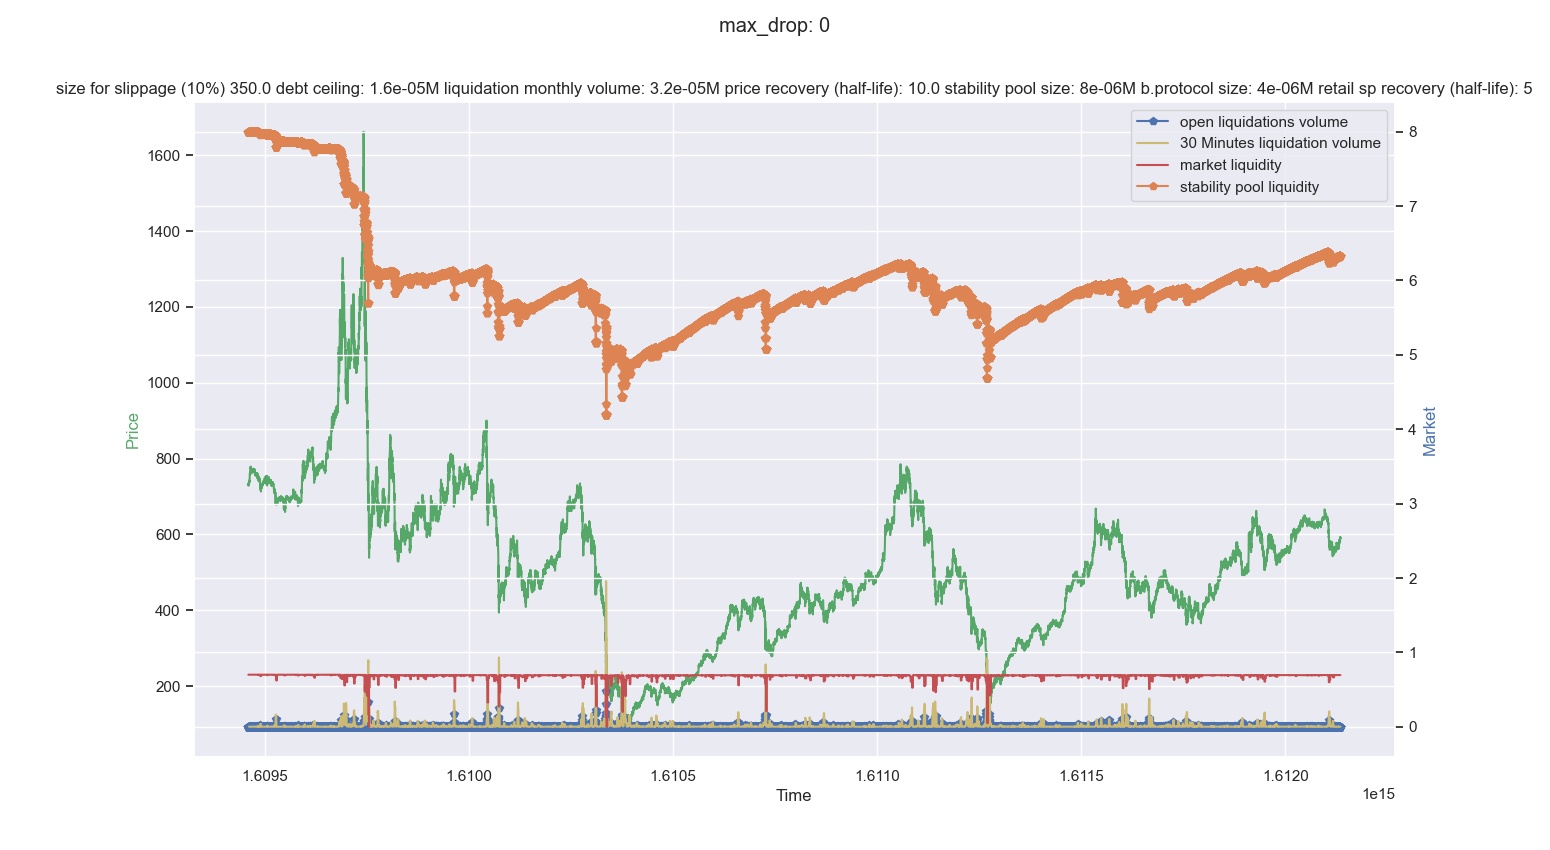 max_drop: 0
size for slippage (10%) 350.0 debt ceiling: 1.6e-05M liquidation monthly volume: 3.2e-05M price recovery (half-life): 10.0 stability pool size: 8e-06M b.protocol size: 4e-06M retail sp recovery (half-life): 5
open liquidations volume
30 Minutes liquidation volume
market liquidity
stability pool liquidity
1600
1400
1200
1000
800
600
400
200
Price
8
7
6
5
4
3
2
1
0
Market
1.6095 1.6100 1.6105 1.6110 1.6115 1.6120
Time
1e15